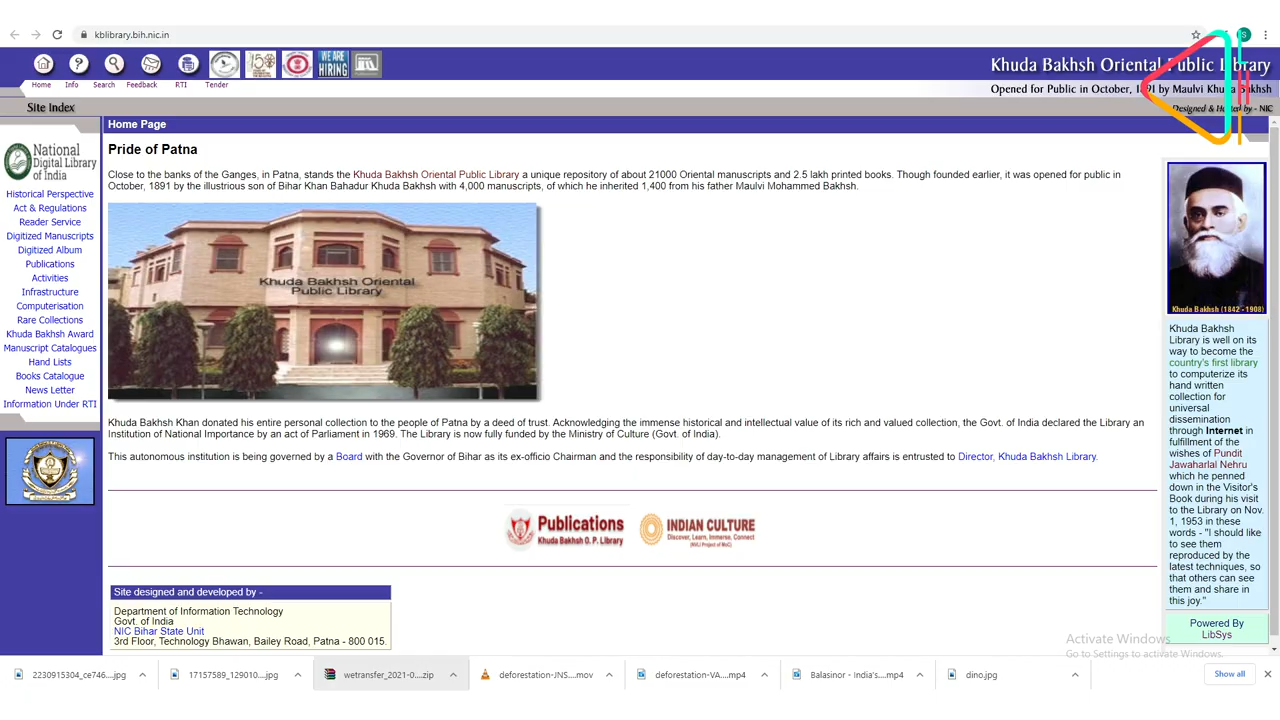 kblibrary.bih.nic.in
Home
Info
Search
Feedback
RTI
Tender
WE ARE
HIRING
Khuda Bakhsh Oriental Public Library
Opened for Public in October, 1891 by Maulvi Khuda Bakhsh
Site Index
Designed & Hosted by - NIC
Home Page
National
Digital Library
of India
Historical Perspective
Act & Regulations
Reader Service
Digitized Manuscripts
Digitized Album
Publications
Activities
Infrastructure
Computerisation
Rare Collections
Khuda Bakhsh Award
Manuscript Catalogues
Hand Lists
Books Catalogue
News Letter
Information Under RTI
Pride of Patna
Close to the banks of the Ganges, in Patna, stands the Khuda Bakhsh Oriental Public Library a unique repository of about 21000 Oriental manuscripts and 2.5 lakh printed books. Though founded earlier, it was opened for public in
October, 1891 by the illustrious son of Bihar Khan Bahadur Khuda Bakhsh with 4,000 manuscripts, of which he inherited 1,400 from his father Maulvi Mohammed Bakhsh.
Khuda Bakhsh Oriental
Public Library
Khuda Bakhsh Khan donated his entire personal collection to the people of Patna by a deed of trust. Acknowledging the immense historical and intellectual value of its rich and valued collection, the Govt. of India declared the Library an
Institution of National Importance by an act of Parliament in 1969. The Library is now fully funded by the Ministry of Culture (Govt. of India).
This autonomous institution is being governed by a Board with the Governor of Bihar as its ex-officio Chairman and the responsibility of day-to-day management of Library affairs is entrusted to Director, Khuda Bakhsh Library.
Publications
Khuda Bakhsh O. P. Library
INDIAN CULTURE
Discover, Learn, Immerse, Connect
(NVLI Project of MoC)
Site designed and developed by -
Department of Information Technology
Govt. of India
NIC Bihar State Unit
3rd Floor, Technology Bhawan, Bailey Road, Patna - 800 015.
Khuda Bakhsh (1842 -1908)
Khuda Bakhsh
Library is well on its
way to become the
country's first library
to computerize its
hand written
collection for
universal
dissemination
through Internet in
fulfillment of the
wishes of Pundit
Jawaharlal Nehru
which he penned
down in the Visitor's
Book during his visit
to the Library on Nov.
1, 1953 in these
words - "I should like
to see them
reproduced by the
latest techniques, so
that others can see
them and share in
this joy."
Powered By
LibSys
Activate Windows
Go to Settings to activate Windows.
2230915304_ce746....jpg
17157589_129010....jpg
wetransfer_2021-0....zip
deforestation-JNS....mov
deforestation-VA....mp4
Balasinor - India's....mp4
dino.jpg
Show all